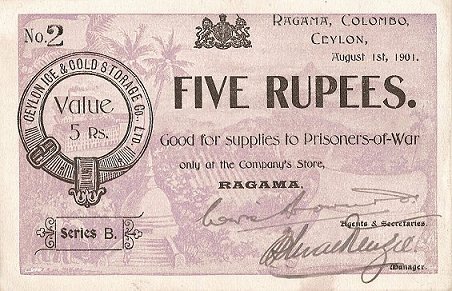 No. 2
RAGAMA, COLOMBO,
CEYLON,
August 1st, 1901.
CEYLON ICE & COLD STORAGE CO. LTD.
Value
5 Rs.
FIVE RUPEES.
Good for supplies to Prisoners-of-War
only at the Company's Store,
RAGAMA.
Agents & Secretaries.
Series B.
Manager.